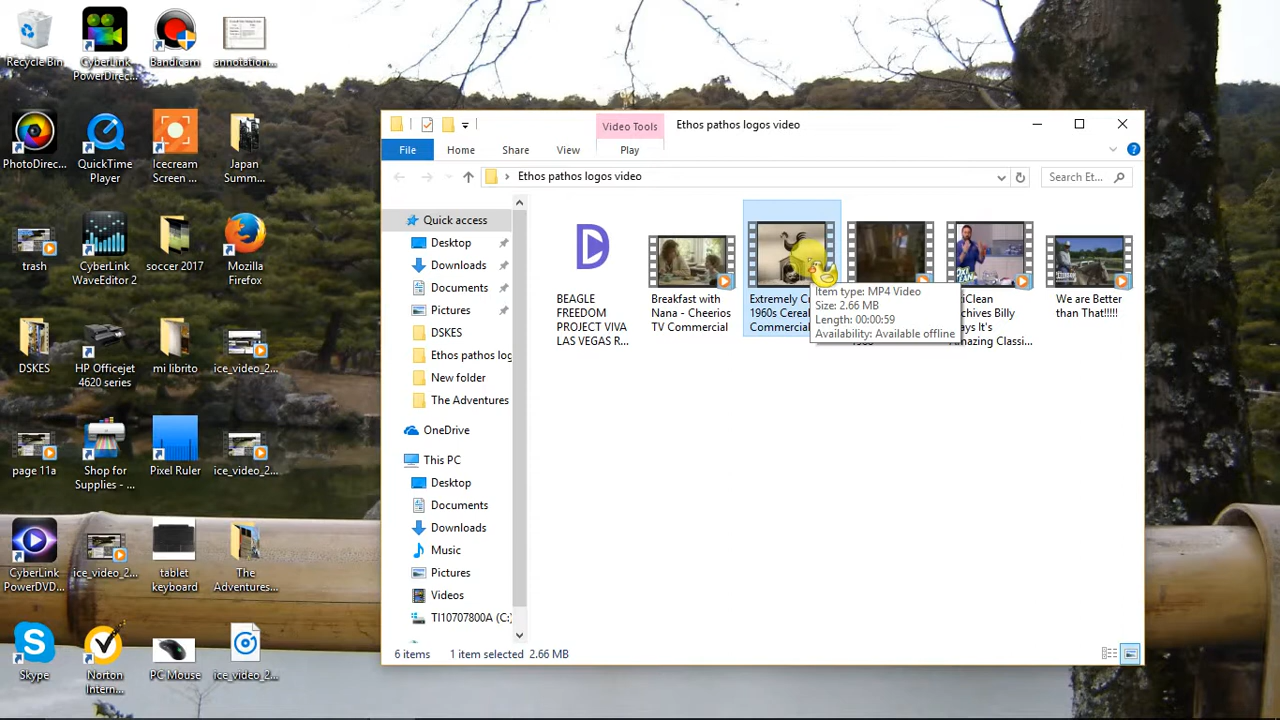 Recycle Bin
CyberLink
PowerDirec...
Bandicam
annotation...
PhotoDirec...
QuickTime
Player
Icecream
Screen ...
Japan
Summ...
trash
CyberLink
WaveEditor 2
soccer 2017
Mozilla
Firefox
DSKES
HP Officejet
4620 series
mi librito
ice_video_2...
page 11a
Shop for
Supplies - ...
Pixel Ruler
ice_video_2...
CyberLink
PowerDVD...
ice_video_2...
tablet
keyboard
The
Adventures...
Skype
Norton
Intern...
PC Mouse
ice_video_2...
Video Tools
Ethos pathos logos video
File
Home
Share
View
Play
Ethos pathos logos video
Search Et...
Quick access
Desktop
Downloads
Documents
Pictures
DSKES
Ethos pathos log
New folder
The Adventures
OneDrive
This PC
Desktop
Documents
Downloads
Music
Pictures
Videos
TI10707800A (C:)
BEAGLE
FREEDOM
PROJECT VIVA
LAS VEGAS R...
Breakfast with
Nana - Cheerios
TV Commercial
Extremely
1960s Cereal
Commercial
Item type: MP4 Video
Size: 2.66 MB
Length: 00:00:59
Availability: Available offline
Billy
It's
Classi...
We are Better
than That!!!!!
6 items
1 item selected 2.66 MB